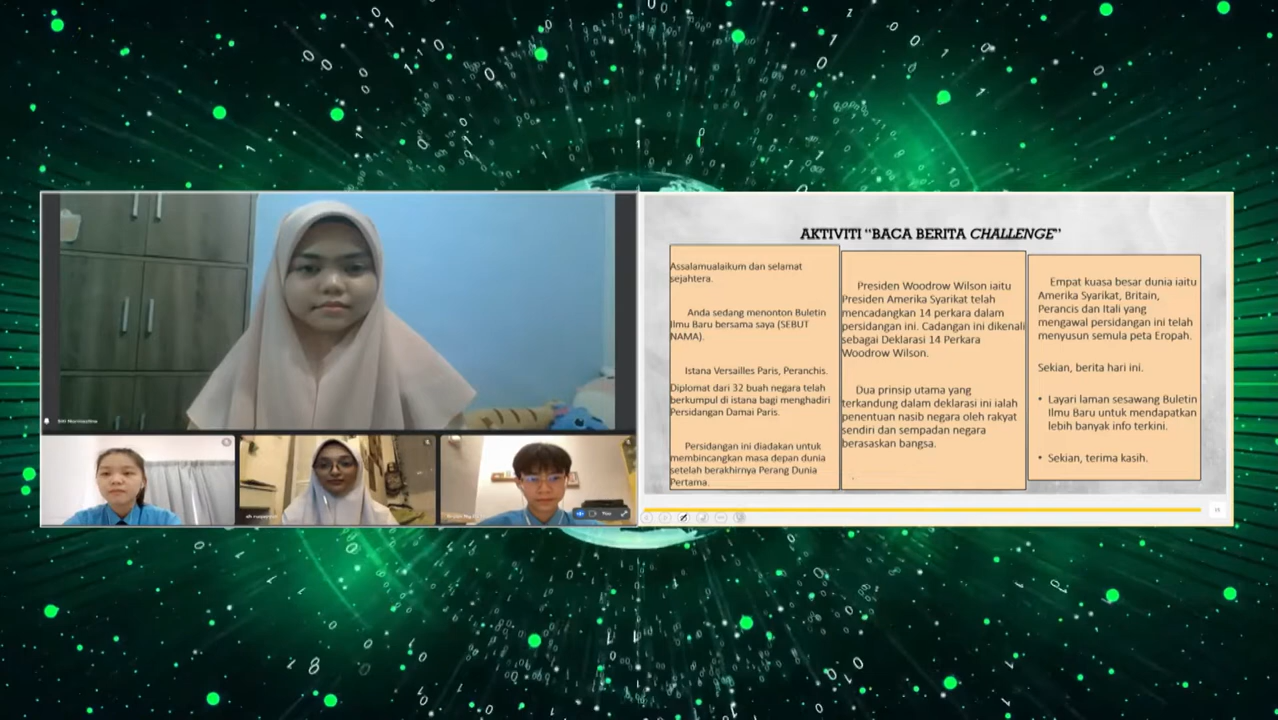 AKTIVITI “BACA BERITA CHALLENGE”
Assalamualaikum dan selamat
sejahtera.
Anda sedang menonton Buletin
Ilmu Baru bersama saya (SEBUT
NAMA).
Istana Versailles Paris, Peranchis.
Diplomat dari 32 buah negara telah
berkumpul di istana bagi menghadiri
Persidangan Damai Paris.
Persidangan ini diadakan untuk
membincangkan masa depan dunia
setelah berakhirnya Perang Dunia
Pertama.
Presiden Woodrow Wilson iaitu
Presiden Amerika Syarikat telah
mencadangkan 14 perkara dalam
persidangan ini. Cadangan ini dikenali
sebagai Deklarasi 14 Perkara
Woodrow Wilson.
Dua prinsip utama yang
terkandung dalam deklarasi ini ialah
penentuan nasib negara oleh rakyat
sendiri dan sempadan negara
berasaskan bangsa.
Empat kuasa besar dunia iaitu
Amerika Syarikat, Britain,
Perancis dan Itali yang
mengawal persidangan ini telah
menyusun semula peta Eropah.
Sekian, berita hari ini.
• Layari laman sesawang Buletin
Ilmu Baru untuk mendapatkan
lebih banyak info terkini.
• Sekian, terima kasih.